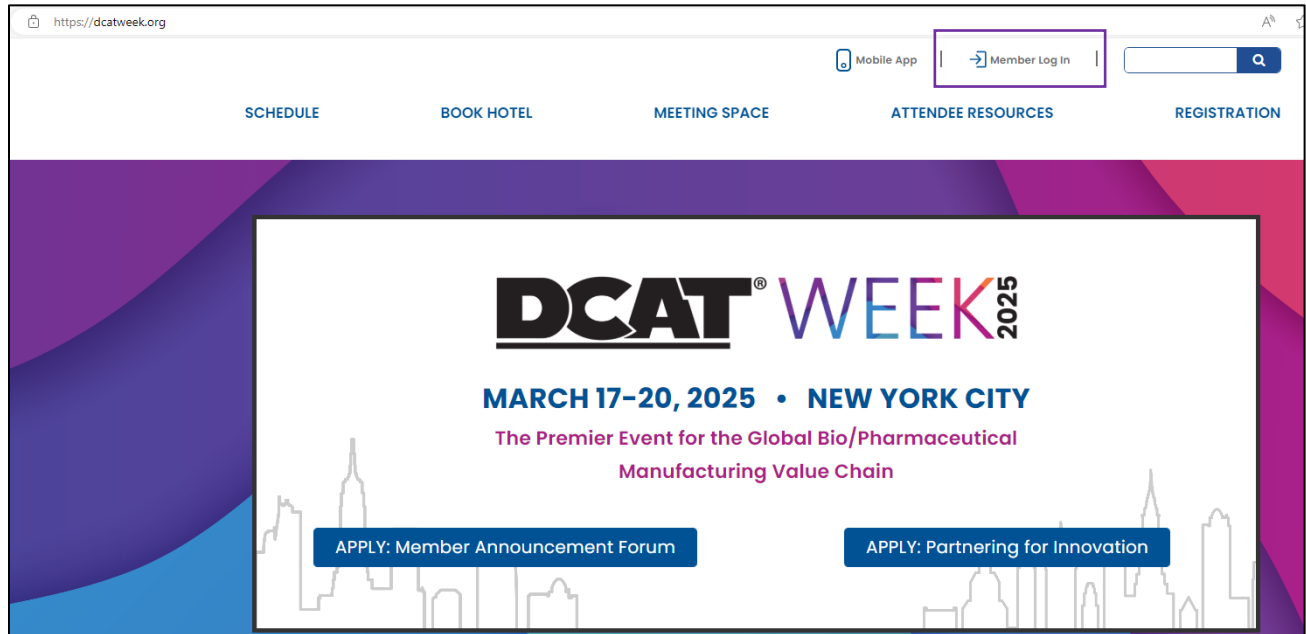 https://dcatweek.org
Mobile App | Member Log In |
SCHEDULE BOOK HOTEL MEETING SPACE ATTENDEE RESOURCES REGISTRATION
DCAT® WEEK 2025
MARCH 17-20, 2025 • NEW YORK CITY
The Premier Event for the Global Bio/Pharmaceutical
Manufacturing Value Chain
APPLY: Member Announcement Forum APPLY: Partnering for Innovation